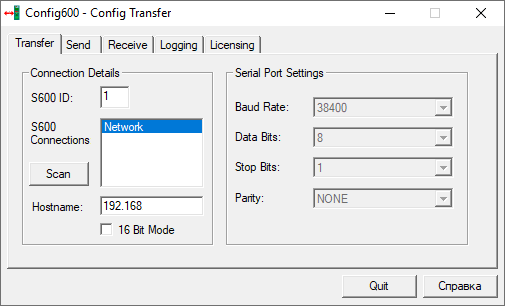 Config600 - Config Transfer
Transfer Send Receive Logging Licensing
Connection Details
S600 ID: 1
S600 Connections
Network
Scan
Hostname: 192.168
16 Bit Mode
Serial Port Settings
Baud Rate: 38400
Data Bits: 8
Stop Bits: 1
Parity: NONE
Quit Справка